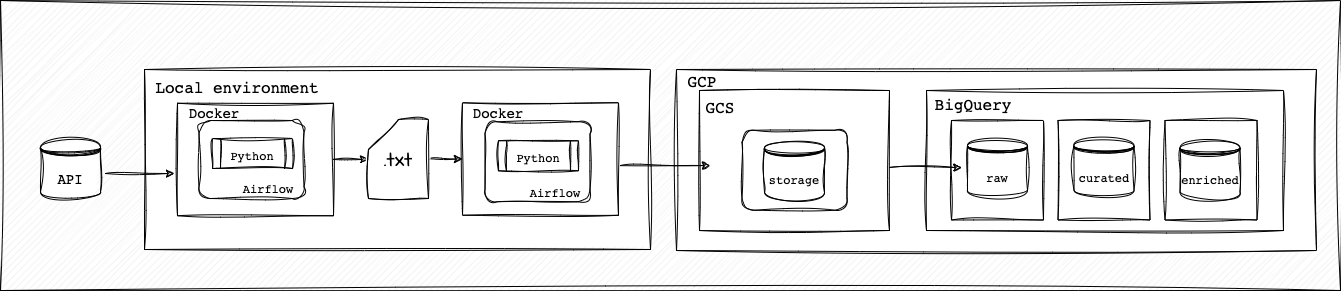 API
Local environment
Docker
Python
Airflow
.txt
Docker
Python
Airflow
GCP
GCS
storage
BigQuery
raw
curated
enriched